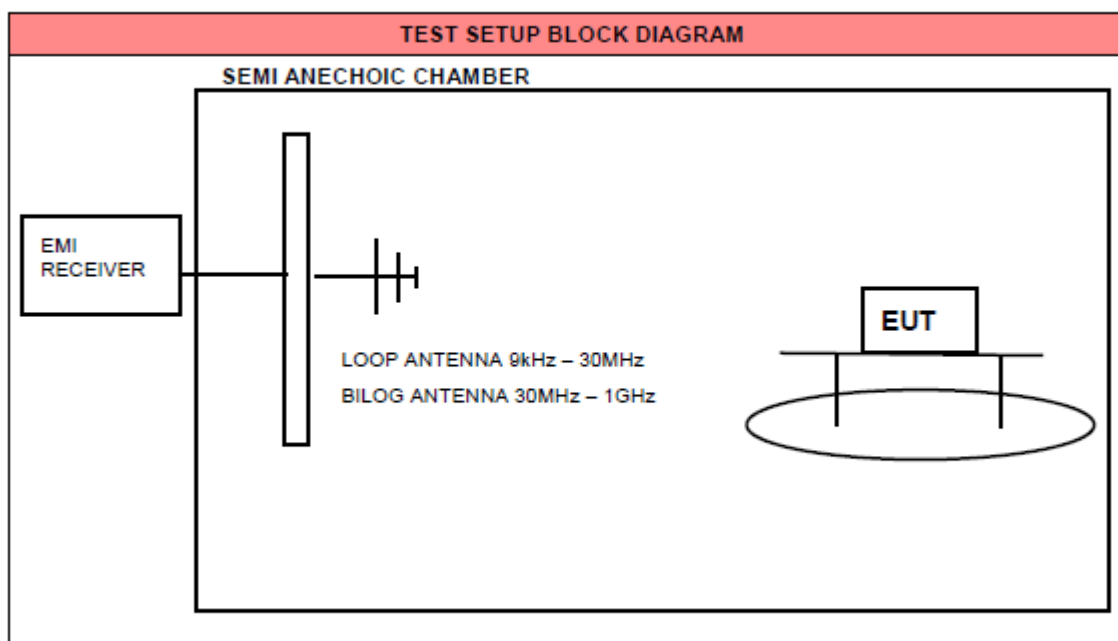 TEST SETUP BLOCK DIAGRAM
SEMI ANECHOIC CHAMBER
EMI
RECEIVER
EUT
LOOP ANTENNA 9kHz – 30MHz
BILOG ANTENNA 30MHz – 1GHz